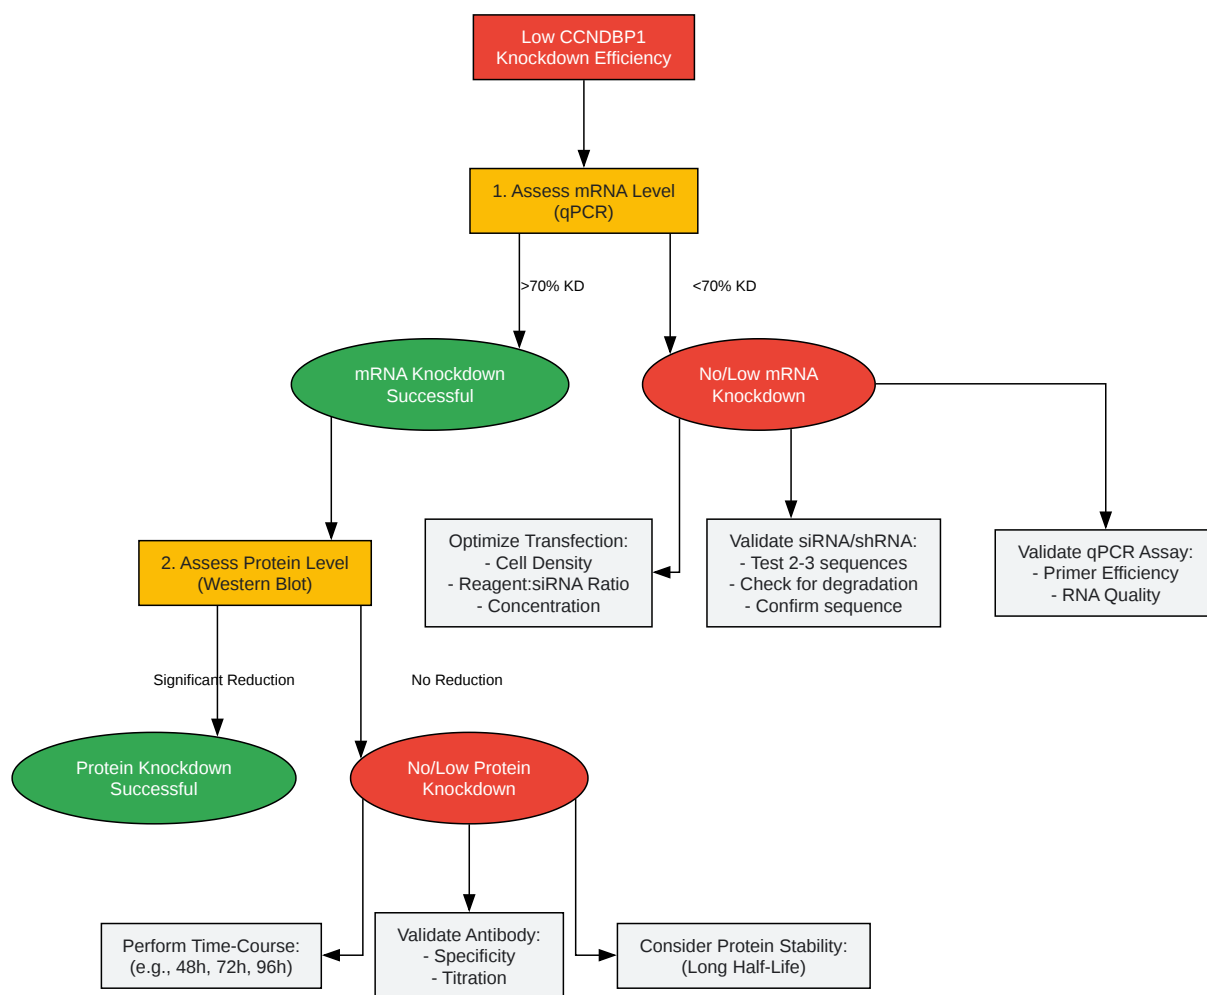 Low CCNDBP1
Knockdown Efficiency
1. Assess mRNA Level
(qPCR)
>70% KD
<70% KD
mRNA Knockdown
Successful
No/Low mRNA
Knockdown
Optimize Transfection:
- Cell Density
- Reagent:siRNA Ratio
- Concentration
Validate siRNA/shRNA:
- Test 2-3 sequences
- Check for degradation
- Confirm sequence
Validate qPCR Assay:
- Primer Efficiency
- RNA Quality
2. Assess Protein Level
(Western Blot)
Significant Reduction
No Reduction
Protein Knockdown
Successful
No/Low Protein
Knockdown
Perform Time-Course:
(e.g., 48h, 72h, 96h)
Validate Antibody:
- Specificity
- Titration
Consider Protein Stability:
(Long Half-Life)